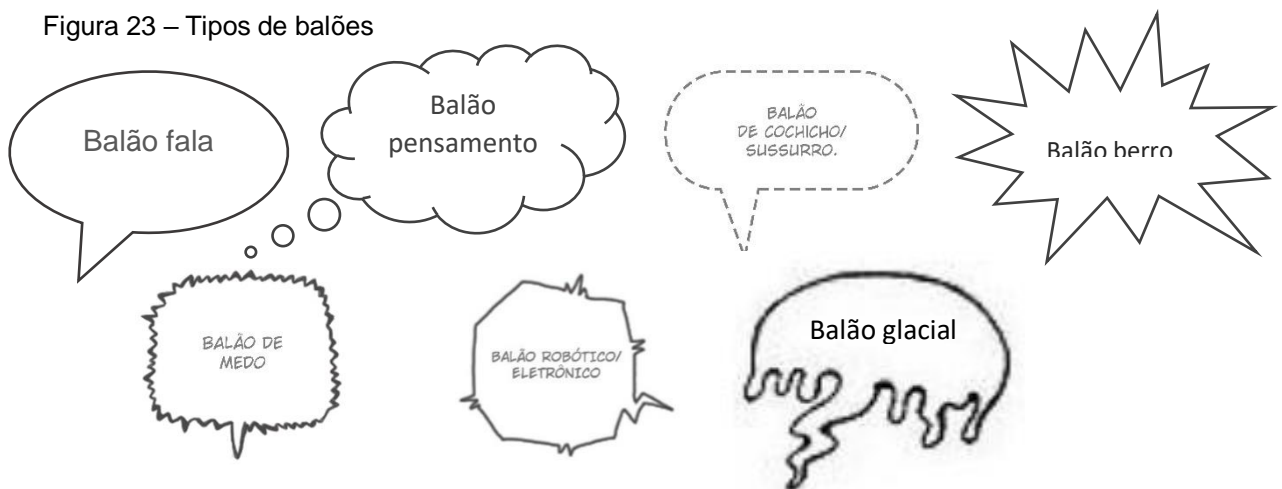 Figura 23 – Tipos de balões
Balão fala
Balão
pensamento
BALÃO
DE COCHICHO/
SUSSURRO.
Balão berro
BALÃO DE
MEDO
BALÃO ROBÓTICO/
ELETRÔNICO
Balão glacial